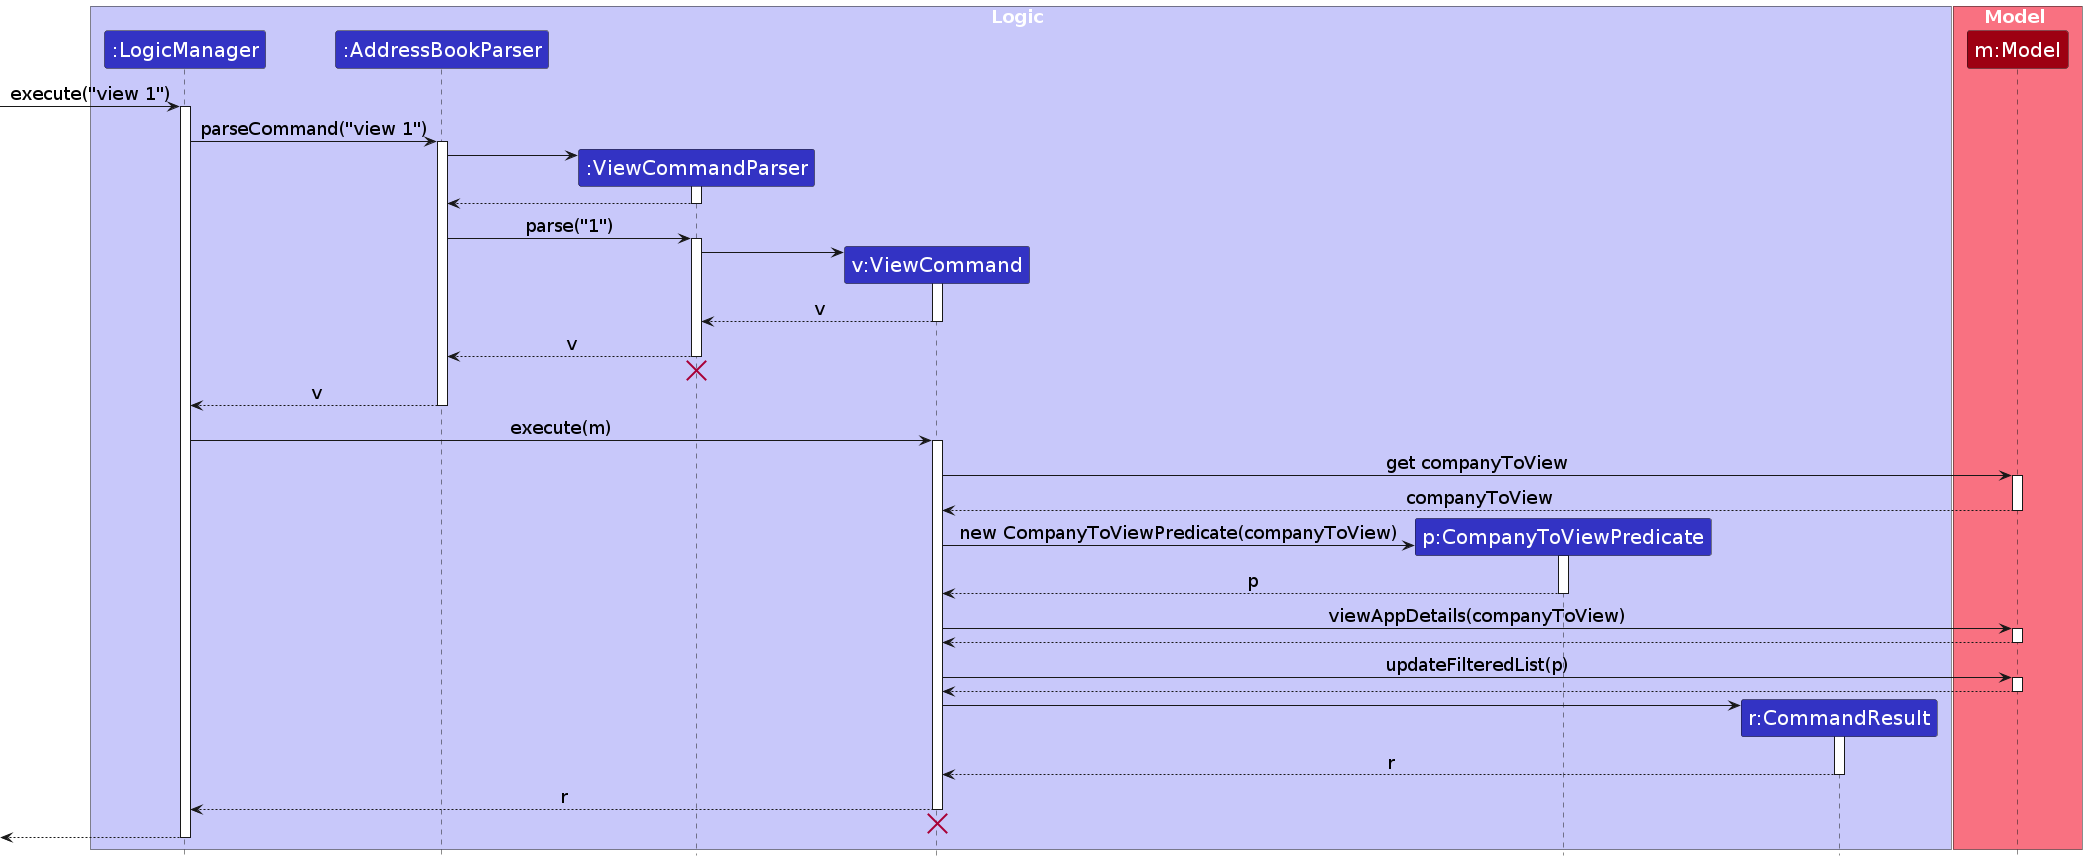 Logic
Model
:LogicManager
:AddressBookParser
m:Model
execute("view 1")
parseCommand("view 1")
:ViewCommandParser
parse("1")
v:ViewCommand
v
v
v
execute(m)
get companyToView
companyToView
new CompanyToViewPredicate(companyToView)
p:CompanyToViewPredicate
p
viewAppDetails(companyToView)
updateFilteredList(p)
r:CommandResult
r
r